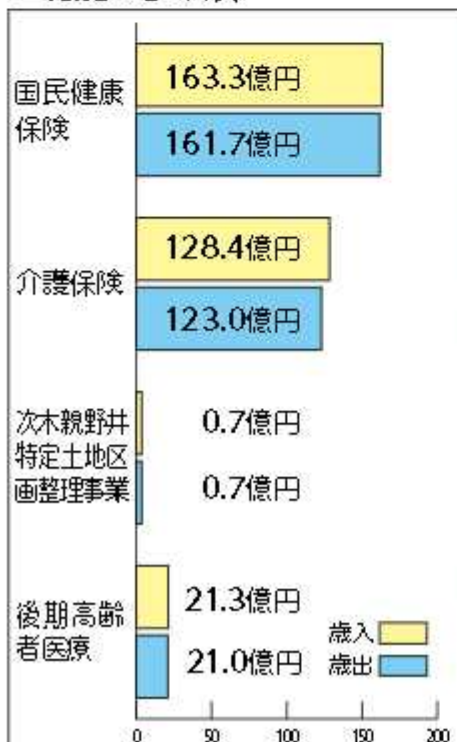 国民健康
保険
163.3億円
161.7億円
介護保険
128.4億円
123.0億円
次木親野井
特定土地区
画整理事業
0.7億円
0.7億円
後期高齢
者医療
21.3億円
21.0億円
歳入
歳出
0 50 100 150 200